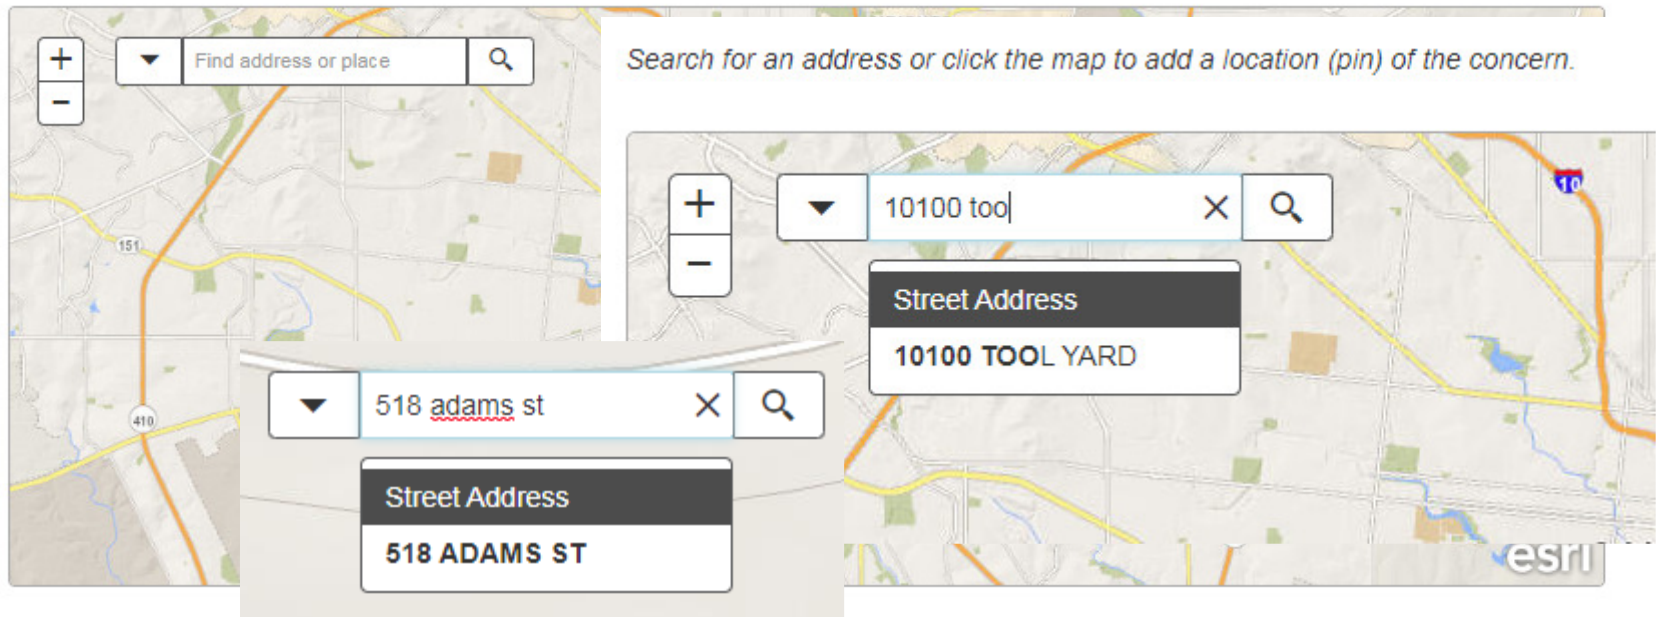 +
−
Find address or place
Search for an address or click the map to add a location (pin) of the concern.
151
410
+
−
10100 too
Street Address
10100 TOOL YARD
10
518 adams st
Street Address
518 ADAMS ST
esri